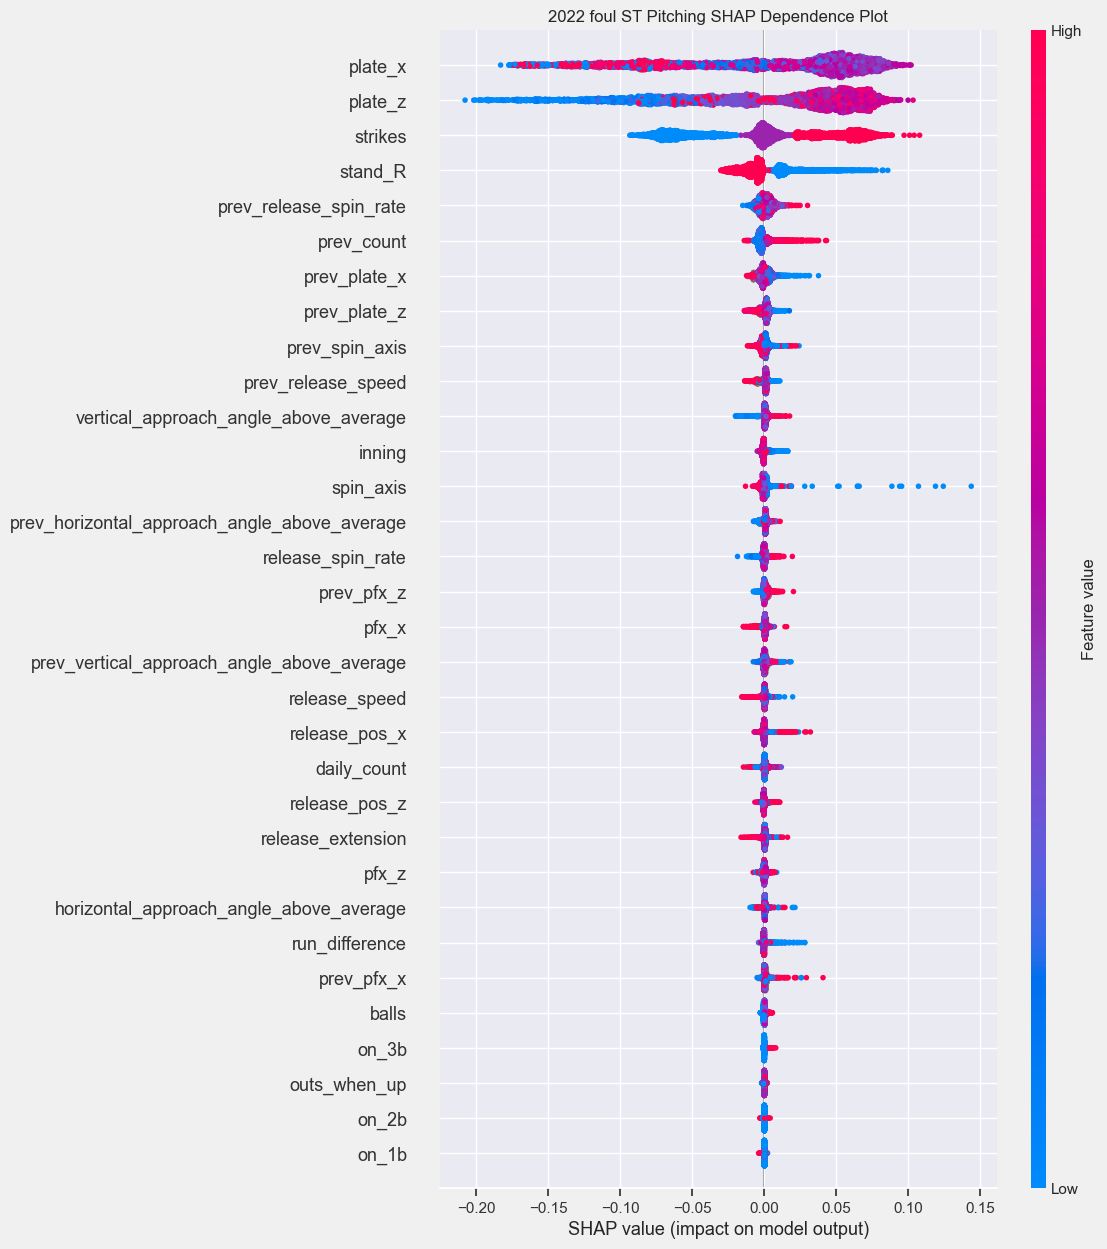 2022 foul ST Pitching SHAP Dependence Plot
High
plate_x
plate_z
strikes
stand_R
prev_release_spin_rate
prev_count
prev_plate_x
prev_plate_z
prev_spin_axis
prev_release_speed
vertical_approach_angle_above_average
inning
spin_axis
prev_horizontal_approach_angle_above_average
release_spin_rate
prev_pfx_z
pfx_x
prev_vertical_approach_angle_above_average
release_speed
release_pos_x
daily_count
release_pos_z
release_extension
pfx_z
horizontal_approach_angle_above_average
run_difference
prev_pfx_x
balls
on_3b
outs_when_up
on_2b
on_1b
Feature value
Low
−0.20 −0.15 −0.10 −0.05 0.00 0.05 0.10 0.15
SHAP value (impact on model output)